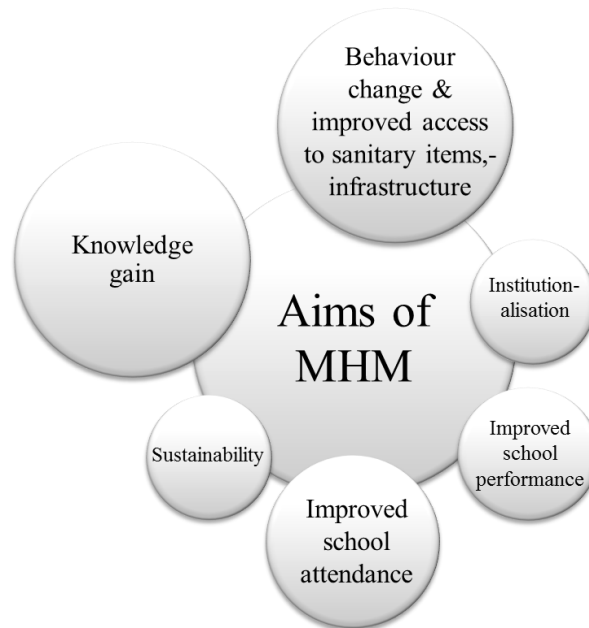 Behaviour
change &
improved access
to sanitary items,-
infrastructure
Knowledge
gain
Aims of
MHM
Institution-
alisation
Improved
school
performance
Sustainability
Improved
school
attendance